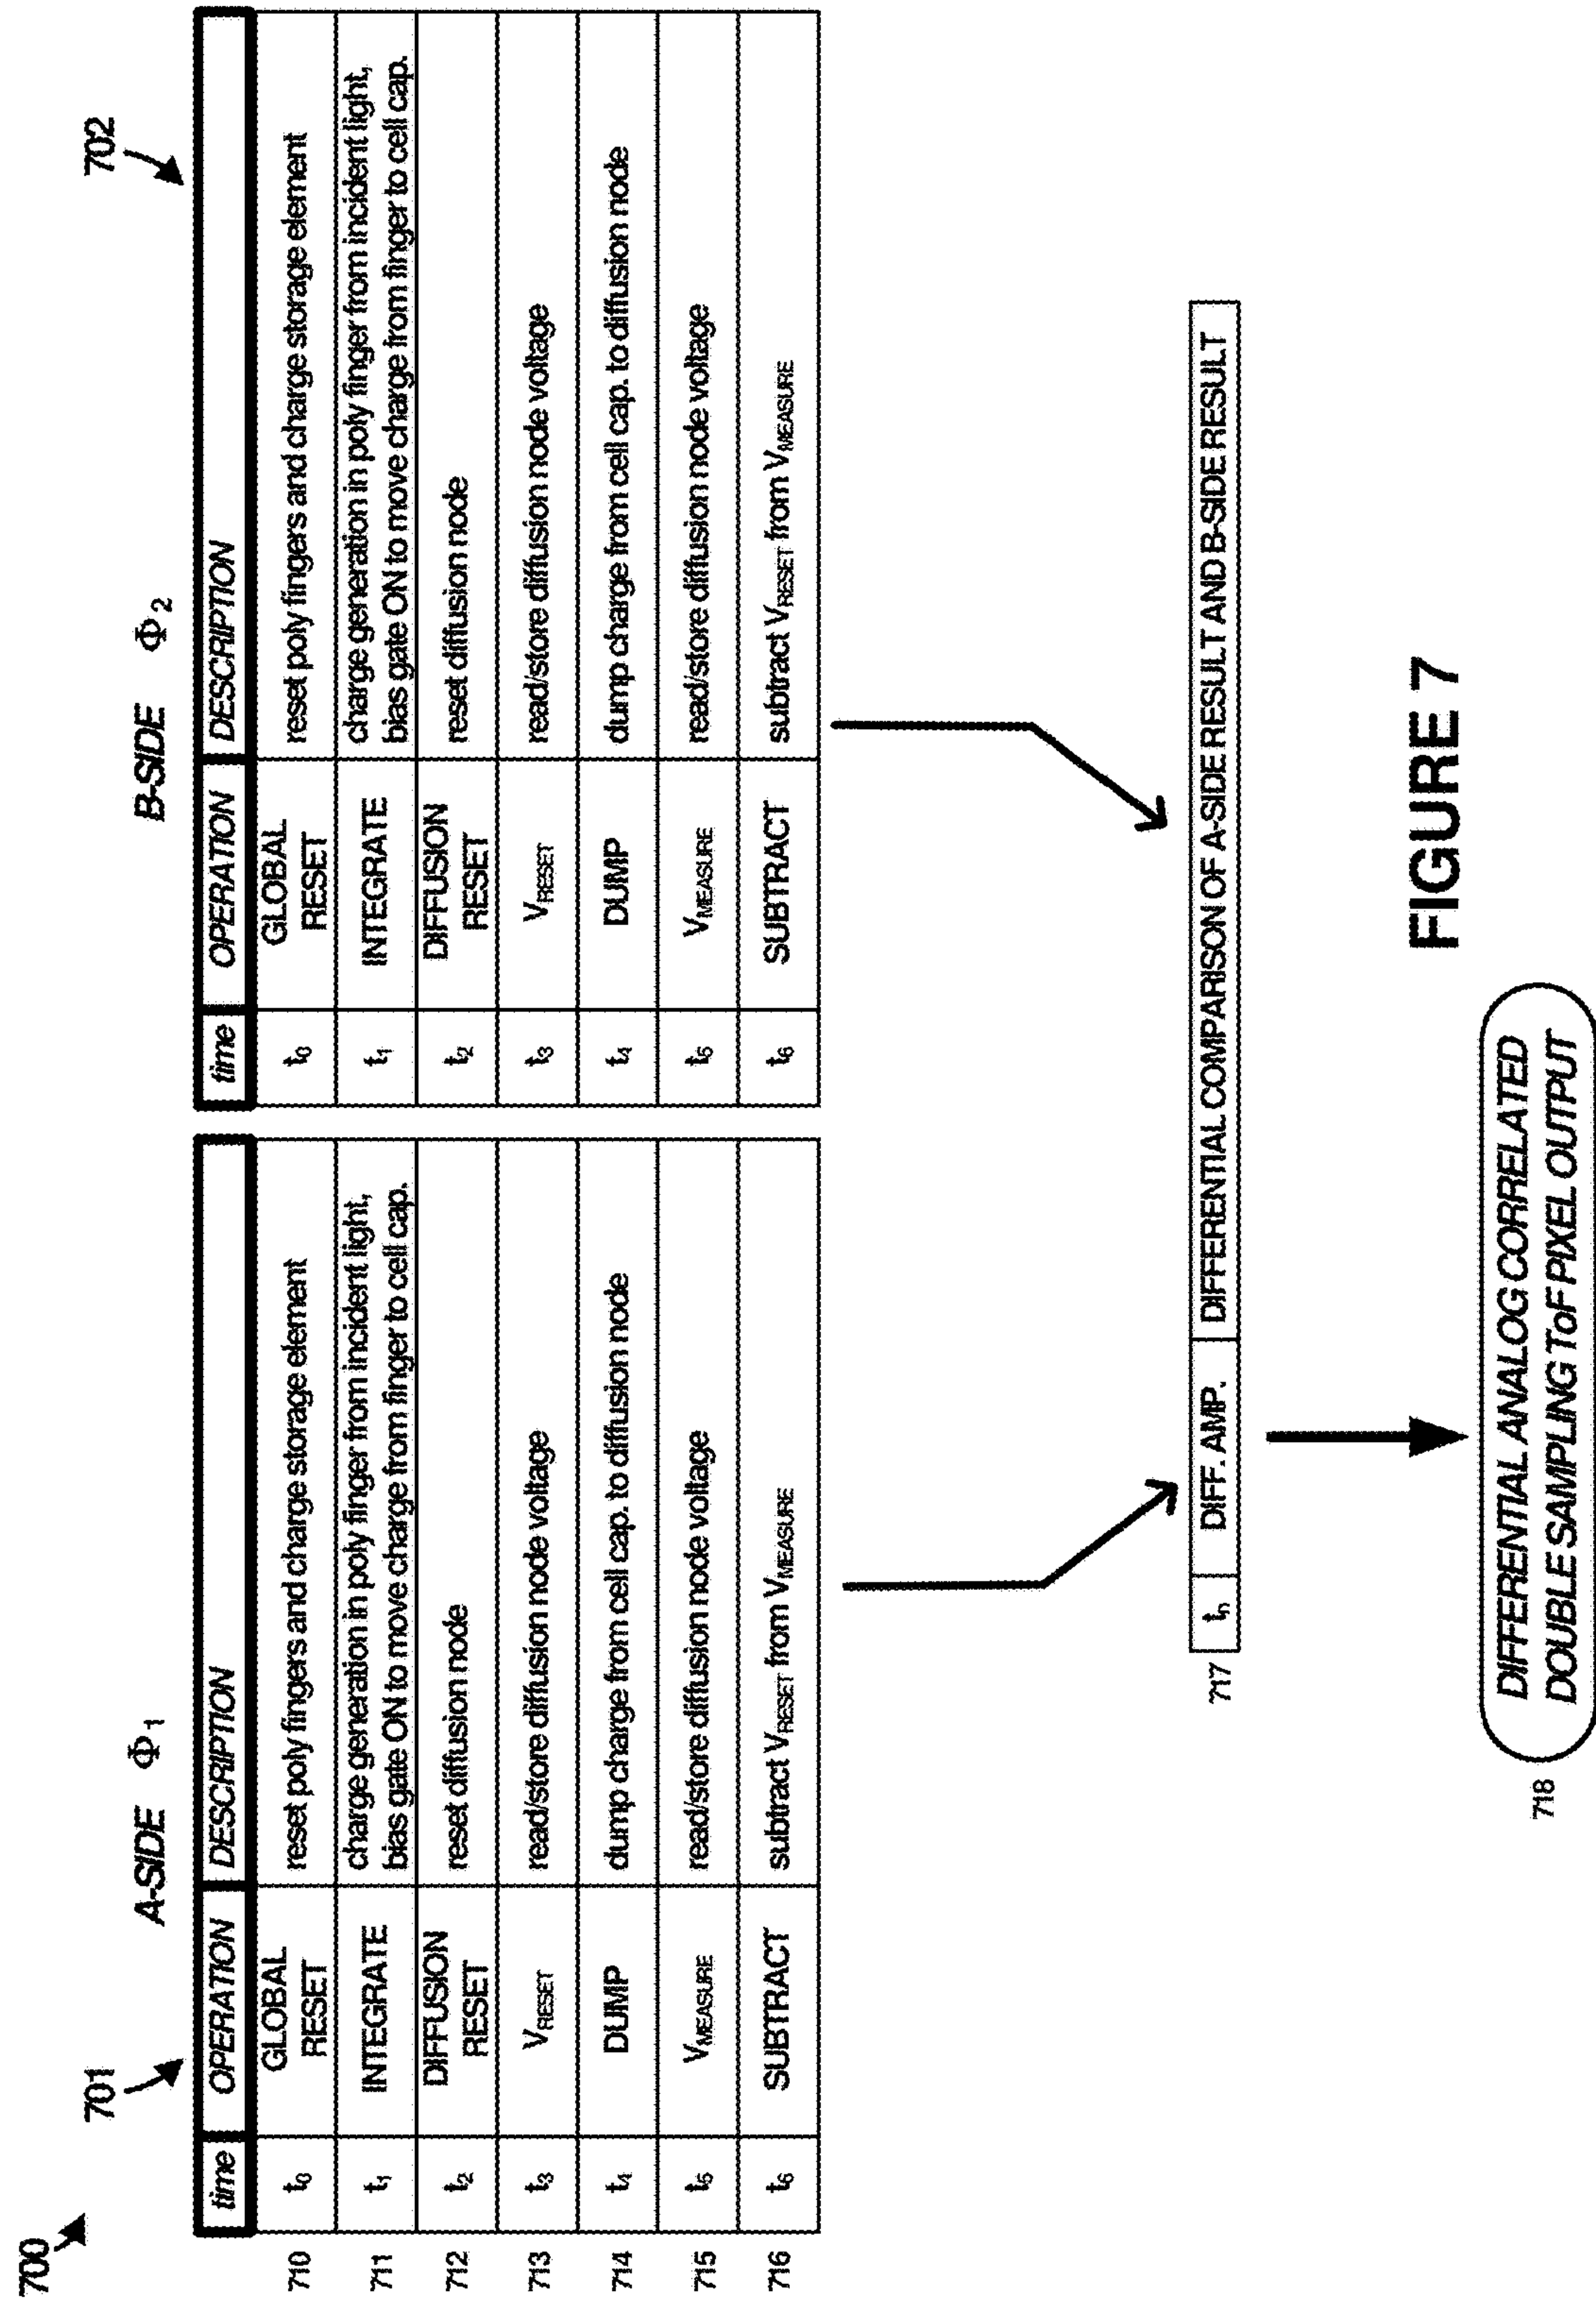 700
701
702
A-SIDE Φ1
B-SIDE Φ2
time OPERATION DESCRIPTION
710 t0 GLOBAL RESET reset poly fingers and charge storage element
711 t1 INTEGRATE charge generation in poly finger from incident light,
bias gate ON to move charge from finger to cell cap.
712 t2 DIFFUSION RESET reset diffusion node
713 t3 VRESET read/store diffusion node voltage
714 t4 DUMP dump charge from cell cap. to diffusion node
715 t5 VMEASURE read/store diffusion node voltage
716 t6 SUBTRACT subtract VRESET from VMEASURE
time OPERATION DESCRIPTION
t0 GLOBAL RESET reset poly fingers and charge storage element
t1 INTEGRATE charge generation in poly finger from incident light,
bias gate ON to move charge from finger to cell cap.
t2 DIFFUSION RESET reset diffusion node
t3 VRESET read/store diffusion node voltage
t4 DUMP dump charge from cell cap. to diffusion node
t5 VMEASURE read/store diffusion node voltage
t6 SUBTRACT subtract VRESET from VMEASURE
717 tn DIFF. AMP. DIFFERENTIAL COMPARISON OF A-SIDE RESULT AND B-SIDE RESULT
718
DIFFERENTIAL ANALOG CORRELATED
DOUBLE SAMPLING ToF PIXEL OUTPUT
FIGURE 7